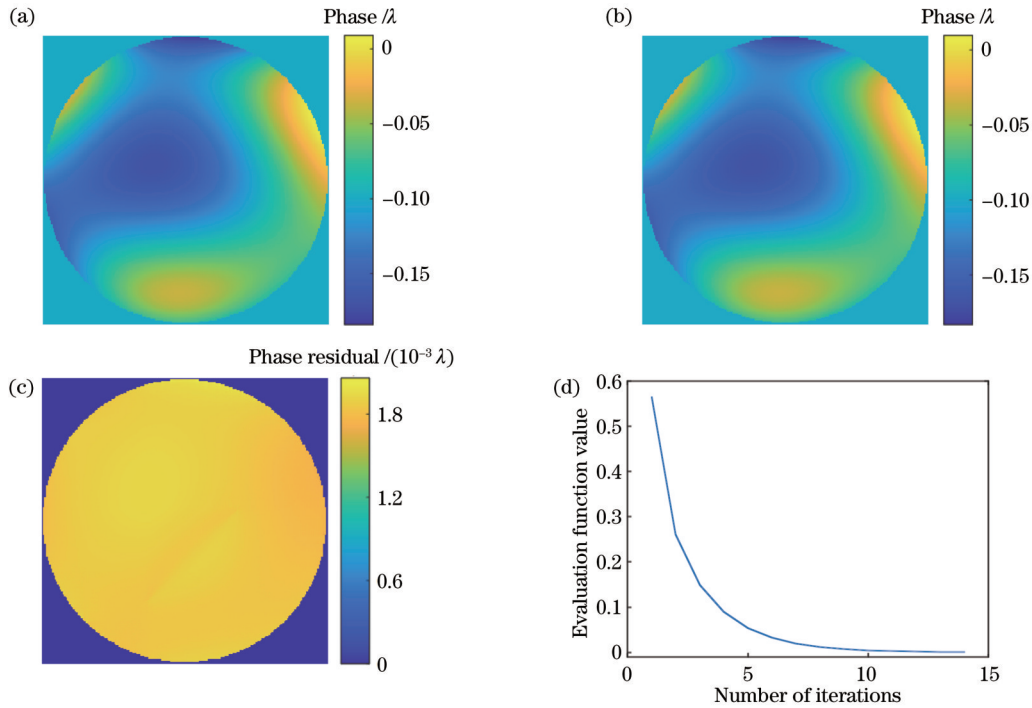 (a)
Phase /λ
0
−0.05
−0.10
−0.15
(b)
Phase /λ
0
−0.05
−0.10
−0.15
(c)
Phase residual /(10⁻³ λ)
1.8
1.2
0.6
0
(d)
Evaluation function value
0.6
0.5
0.4
0.3
0.2
0.1
0
0 5 10 15
Number of iterations